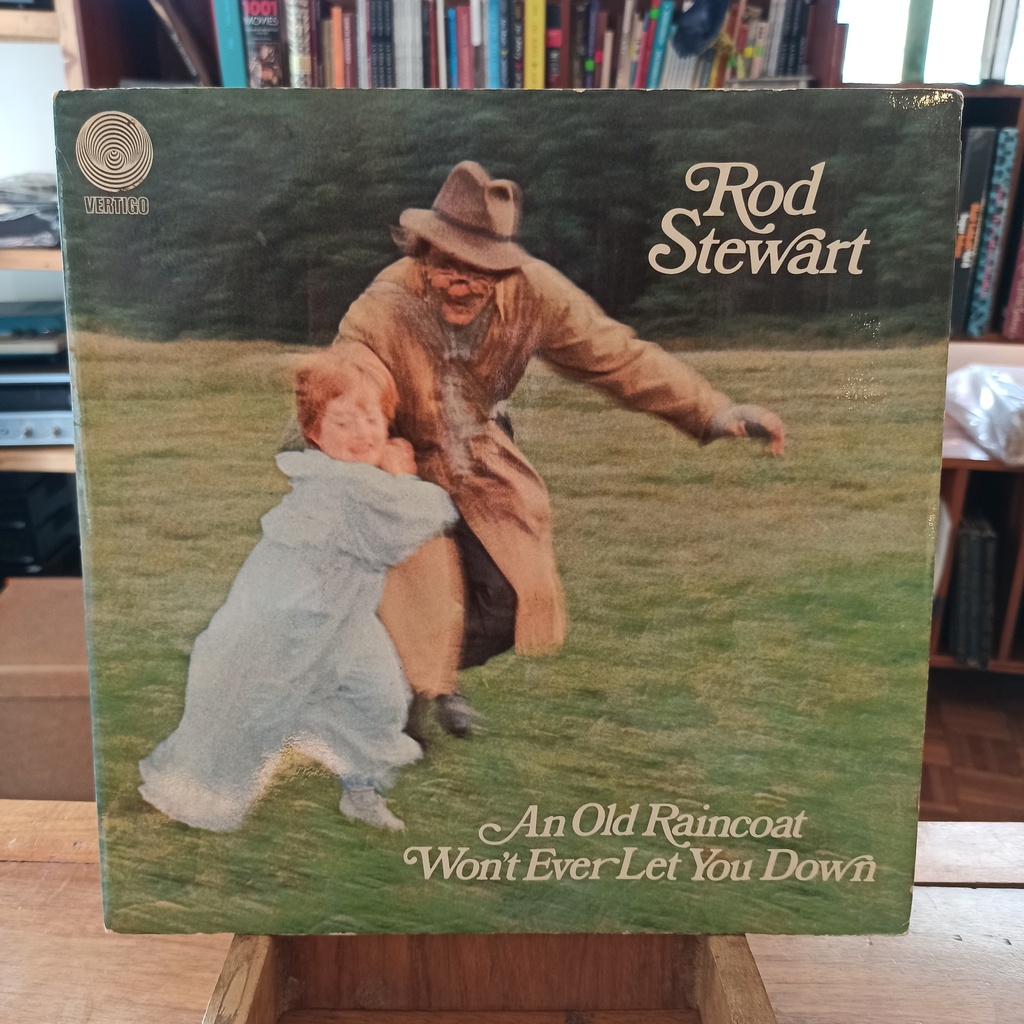 1001
MOVIES
VERTIGO
Rod
Stewart
An Old Raincoat
Won't Ever Let You Down